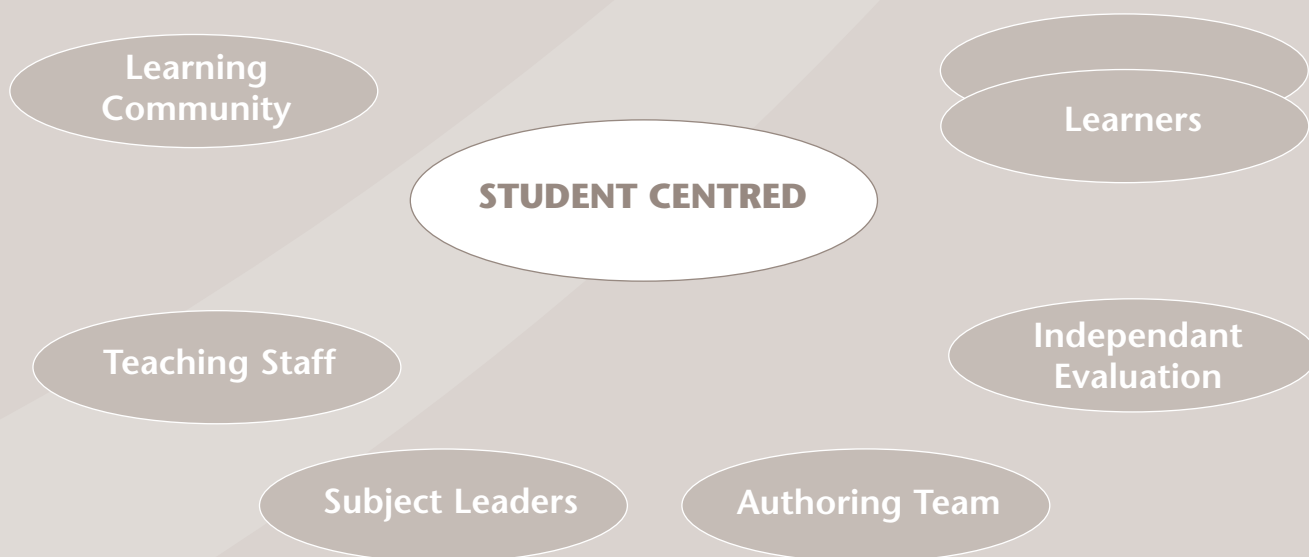 Learning
Community
Learners
STUDENT CENTRED
Teaching Staff
Independant
Evaluation
Subject Leaders
Authoring Team